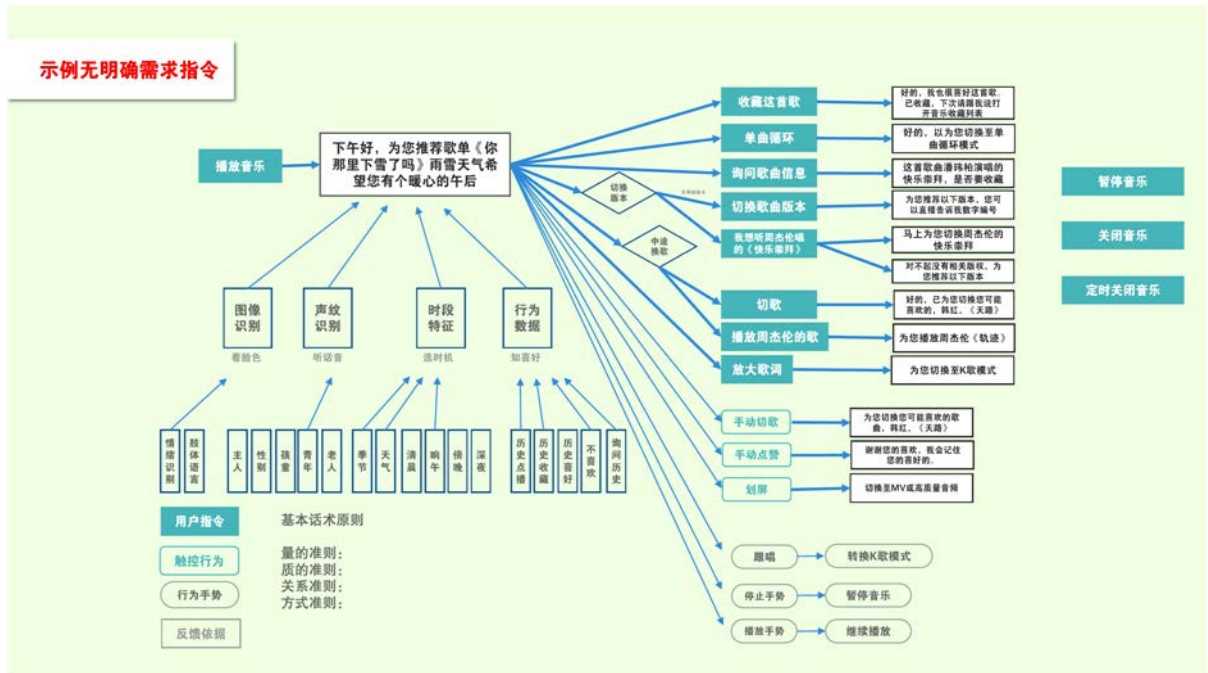 示例无明确需求指令
播放音乐
下午好，为您推荐歌单《你
那里下雪了吗》雨雪天气希
望您有个暖心的午后
切换
版本
中途
换歌
收藏这首歌
好的，我也很喜好这首歌.
已收藏，下次请跟我说打
开音乐收藏列表
单曲循环
好的，以为您切换至单
曲循环模式
询问歌曲信息
这首歌曲潘玮柏演唱的
快乐崇拜，是否要收藏
切换歌曲版本
为您推荐以下版本，您可
以直接告诉我数字编号
我想听周杰伦唱
的《快乐崇拜》
马上为您切换周杰伦的
快乐崇拜
对不起没有相关版权，为
您推荐以下版本
切歌
好的，已为您切换您可能
喜欢的，韩红，《天路》
播放周杰伦的歌
为您播放周杰伦《轨迹》
放大歌词
为您切换至K歌模式
手动切歌
为您切换您可能喜欢的歌
曲，韩红，《天路》
手动点赞
谢谢您的喜欢，我会记住
您的喜好的.
划屏
切换至MV或高质量音频
跟唱
转换K歌模式
停止手势
暂停音乐
播放手势
继续播放
暂停音乐
关闭音乐
定时关闭音乐
图像
识别
看脸色
声纹
识别
听话音
时段
特征
选时机
行为
数据
知喜好
情绪识别
肢体语言
主人
性别
孩童
青年
老人
季节
天气
清晨
晌午
傍晚
深夜
历史点播
历史收藏
历史喜好
不喜欢
询问历史
用户指令
触控行为
行为手势
反馈依据
基本话术原则
量的准则：
质的准则：
关系准则：
方式准则：